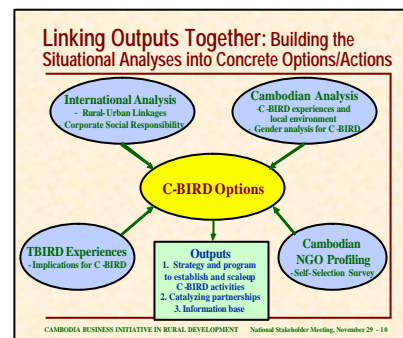 Linking Outputs Together: Building the
Situational Analyses into Concrete Options/Actions
International Analysis
- Rural-Urban Linkages
- Corporate Social Responsibility
Cambodian Analysis
-C-BIRD experiences and
local environment
- Gender analysis for C-BIRD
C-BIRD Options
TBIRD Experiences
- Implications for C-BIRD
Outputs
1. Strategy and program
to establish and scaleup
C-BIRD activities
2. Catalyzing partnerships
3. Information base
Cambodian
NGO Profiling
- Self-Selection Survey
CAMBODIA BUSINESS INITIATIVE IN RURAL DEVELOPMENT National Stakeholder Meeting, November 29 - 10